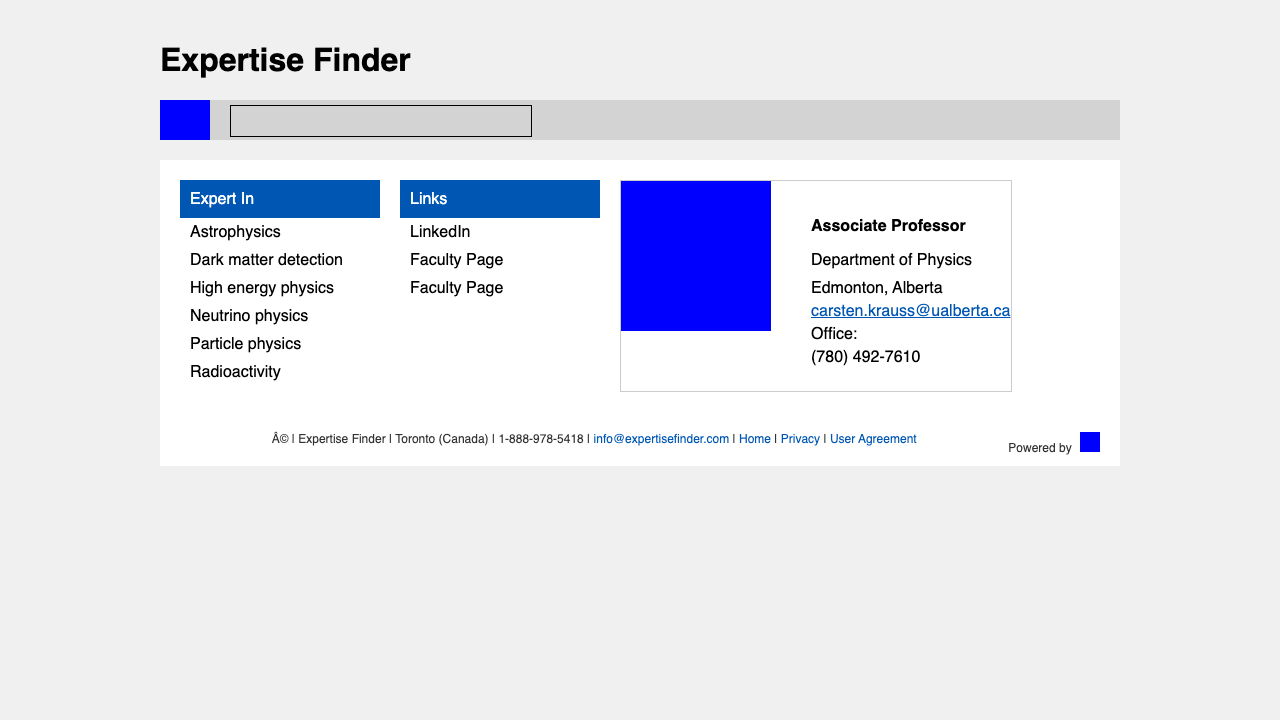 Expertise Finder
Expert In
Astrophysics
Dark matter detection
High energy physics
Neutrino physics
Particle physics
Radioactivity
Links
LinkedIn
Faculty Page
Faculty Page
Associate Professor
Department of Physics
Edmonton, Alberta
carsten.krauss@ualberta.ca
Office:
(780) 492-7610
Â© | Expertise Finder | Toronto (Canada) | 1-888-978-5418 | info@expertisefinder.com | Home | Privacy | User Agreement
Powered by